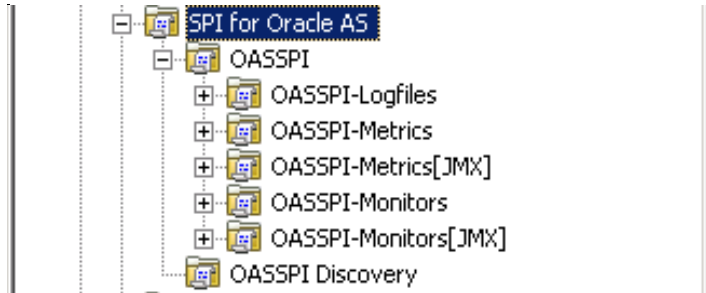 SPI for Oracle AS
OASSPI
OASSPI-Logfiles
OASSPI-Metrics
OASSPI-Metrics[JMX]
OASSPI-Monitors
OASSPI-Monitors[JMX]
OASSPI Discovery